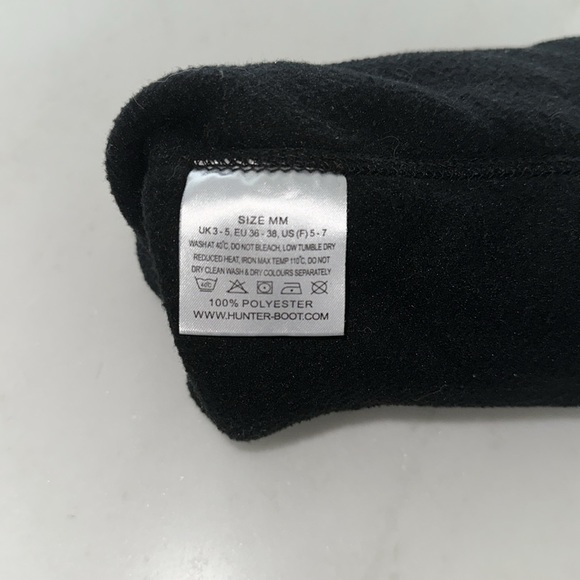 SIZE MM
UK 3 - 5, EU 36 - 38, US (F) 5 - 7
WASH AT 40°C, DO NOT BLEACH, LOW TUMBLE DRY
REDUCED HEAT, IRON MAX TEMP 110°C, DO NOT
DRY CLEAN WASH & DRY COLOURS SEPARATELY
40C
100% POLYESTER
WWW.HUNTER-BOOT.COM